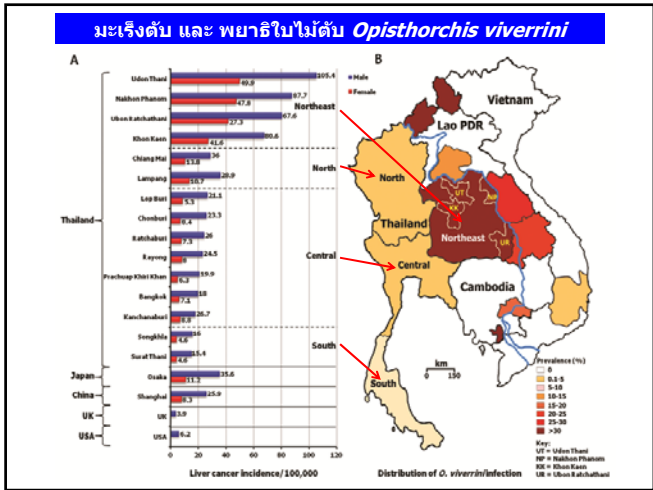 มะเร็งตับ และ พยาธิใบไม้ตับ Opisthorchis viverrini
A
Male
Female
Thailand
Udon Thani 105.4 49.9
Nakhon Phanom 87.7 47.8
Ubon Ratchathani 67.6 27.3
Khon Kaen 80.6 41.6
Northeast
Chiang Mai 36 13.8
Lampang 28.9 10.7
North
Lop Buri 21.1 5.3
Chonburi 23.3 8.4
Ratchaburi 26 7.3
Rayong 24.5 8
Prachuap Khiri Khan 19.9 6.2
Bangkok 18 7.1
Kanchanaburi 26.7 8.8
Central
Songkhla 16 4.6
Surat Thani 15.4 4.6
South
Japan Osaka 35.6 11.2
China Shanghai 25.9 8.3
UK UK 3.9
USA USA 6.2
0 20 40 60 80 100 120
Liver cancer incidence/100,000
B
Vietnam
Lao PDR
North
Thailand
UT
NP
KK
Northeast
UR
Central
Cambodia
South
km
0 150
Prevalence (%)
0
0.1-5
5-10
10-15
15-20
20-25
25-30
>30
Key:
UT = Udon Thani
NP = Nakhon Phanom
KK = Khon Kaen
UR = Ubon Ratchathani
Distribution of O. viverrini infection